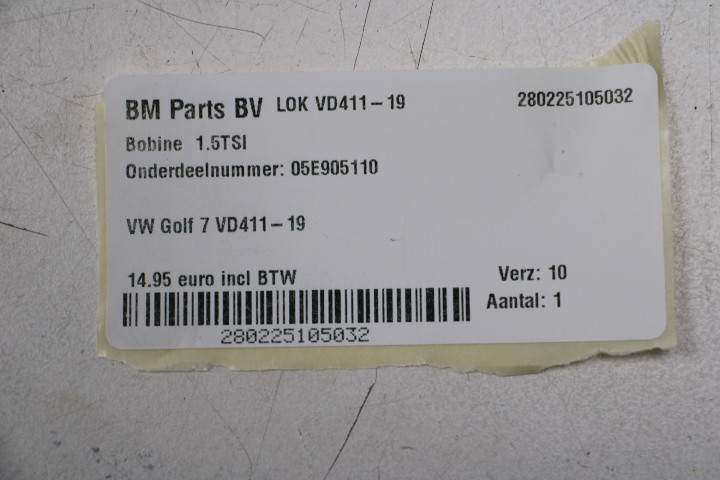 BM Parts BV LOK VD411-19 280225105032
Bobine 1.5TSI
Onderdeelnummer: 05E905110
VW Golf 7 VD411-19
14.95 euro incl BTW Verz: 10
Aantal: 1
280225105032